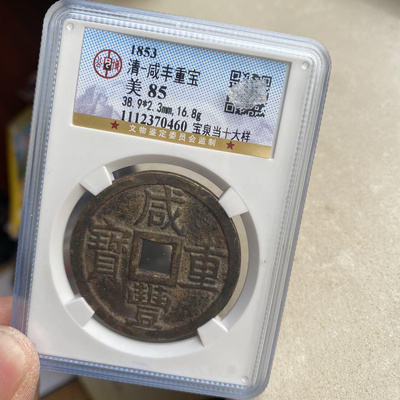 1853
清-咸丰重宝
美 85
38.9*2.3mm,16.8g
1112370460 宝泉当十大样
★ ★ ★ 文物鉴定委员会监制 ★ ★ ★
咸
豐
重
寶